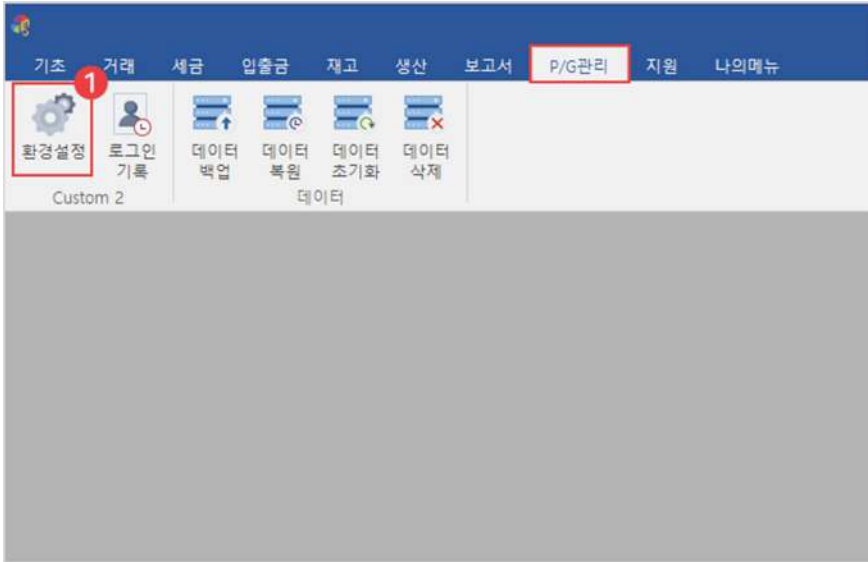 기초 거래 세금 입출금 재고 생산 보고서 P/G관리 지원 나의메뉴
1
환경설정 로그인 데이터 데이터 데이터 데이터
기록 백업 복원 초기화 삭제
Custom 2 데이터